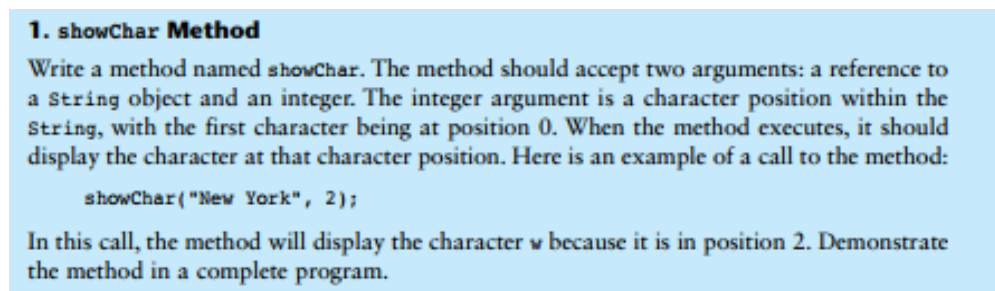 1. showChar Method
Write a method named showChar. The method should accept two arguments: a reference to
a String object and an integer. The integer argument is a character position within the
String, with the first character being at position 0. When the method executes, it should
display the character at that character position. Here is an example of a call to the method:
showChar("New York", 2);
In this call, the method will display the character w because it is in position 2. Demonstrate
the method in a complete program.